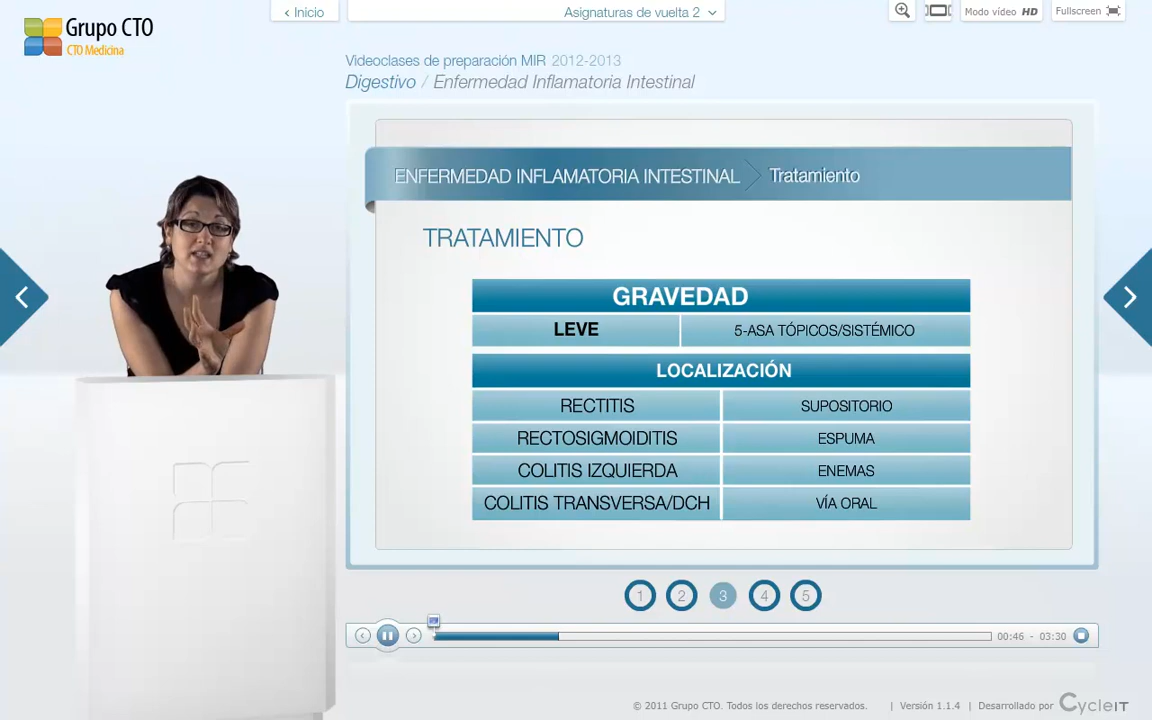 Grupo CTO
CTO Medicina
‹ Inicio
Asignaturas de vuelta 2
Modo vídeo HD
Fullscreen
Videoclases de preparación MIR 2012-2013
Digestivo / Enfermedad Inflamatoria Intestinal
ENFERMEDAD INFLAMATORIA INTESTINAL Tratamiento
TRATAMIENTO
GRAVEDAD
LEVE 5-ASA TÓPICOS/SISTÉMICO
LOCALIZACIÓN
RECTITIS SUPOSITORIO
RECTOSIGMOIDITIS ESPUMA
COLITIS IZQUIERDA ENEMAS
COLITIS TRANSVERSA/DCH VÍA ORAL
1 2 3 4 5
00:46 - 03:30
© 2011 Grupo CTO. Todos los derechos reservados. | Versión 1.1.4 | Desarrollado por CycleIT